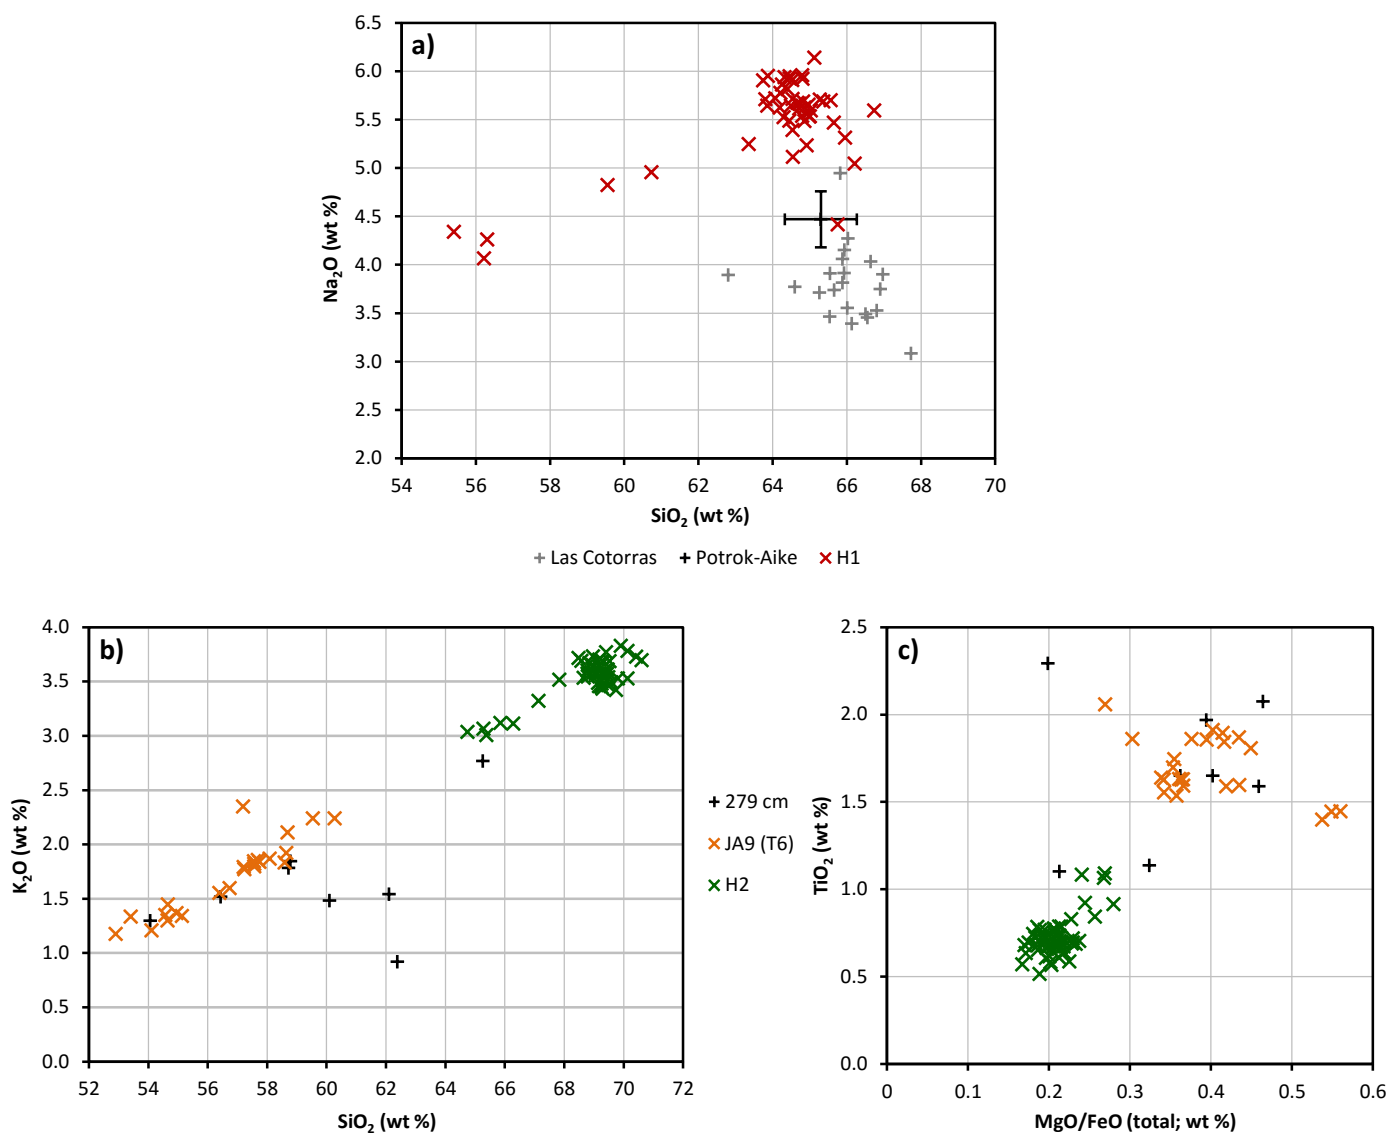 a)
6.5
6.0
5.5
5.0
4.5
4.0
3.5
3.0
2.5
2.0
Na₂O (wt %)
54 56 58 60 62 64 66 68 70
SiO₂ (wt %)
Las Cotorras Potrok-Aike H1
b)
4.0
3.5
3.0
2.5
2.0
1.5
1.0
0.5
0.0
K₂O (wt %)
52 54 56 58 60 62 64 66 68 70 72
SiO₂ (wt %)
279 cm
JA9 (T6)
H2
c)
2.5
2.0
1.5
1.0
0.5
0.0
TiO₂ (wt %)
0 0.1 0.2 0.3 0.4 0.5 0.6
MgO/FeO (total; wt %)